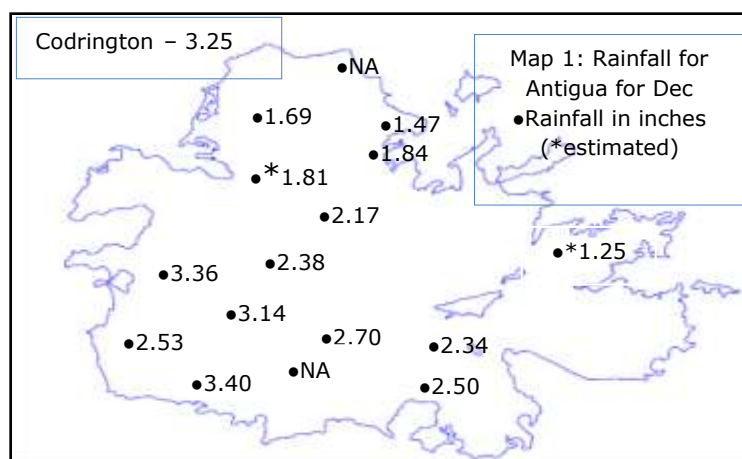 Codrington – 3.25
Map 1: Rainfall for
Antigua for Dec
●Rainfall in inches
(*estimated)
●NA
●1.69
●1.47
●1.84
●*1.81
●2.17
●*1.25
●2.38
●3.36
●3.14
●2.70
●2.53
●2.34
●NA
●3.40
●2.50